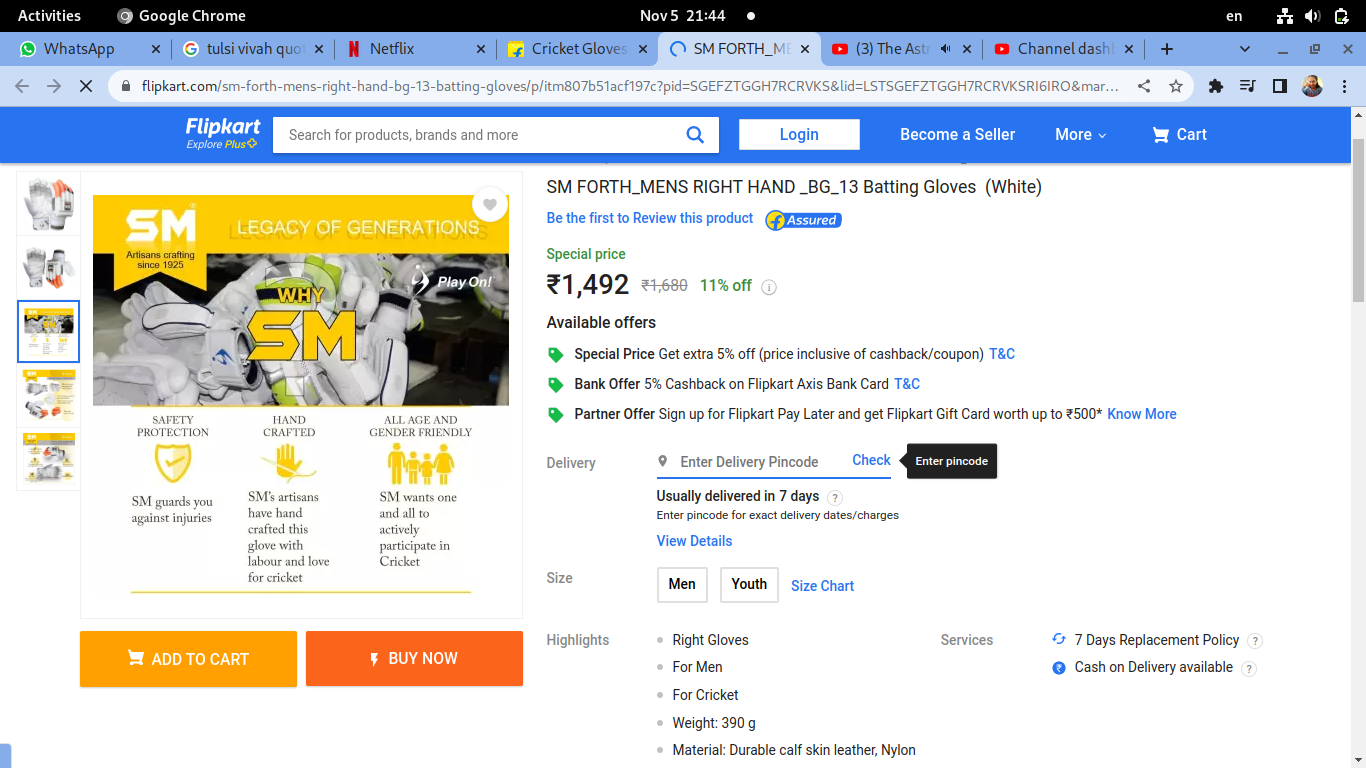 Activities
Google Chrome
Nov 5 21:44
en
WhatsApp
tulsi vivah quot
Netflix
Cricket Gloves
SM FORTH_ME
(3) The Astr
Channel dash
flipkart.com/sm-forth-mens-right-hand-bg-13-batting-gloves/p/itm807b51acf197c?pid=SGEFZTGGH7RCRVKS&lid=LSTSGEFZTGGH7RCRVKSRI6IRO&mar...
Flipkart
Explore Plus
Search for products, brands and more
Login
Become a Seller
More
Cart
SM FORTH_MENS RIGHT HAND _BG_13 Batting Gloves (White)
Be the first to Review this product
Assured
Special price
₹1,492 ₹1,680 11% off
Available offers
Special Price Get extra 5% off (price inclusive of cashback/coupon) T&C
Bank Offer 5% Cashback on Flipkart Axis Bank Card T&C
Partner Offer Sign up for Flipkart Pay Later and get Flipkart Gift Card worth up to ₹500* Know More
Delivery
Enter Delivery Pincode
Check
Enter pincode
Usually delivered in 7 days ?
Enter pincode for exact delivery dates/charges
View Details
Size
Men
Youth
Size Chart
Highlights
Right Gloves
For Men
For Cricket
Weight: 390 g
Material: Durable calf skin leather, Nylon
Services
7 Days Replacement Policy ?
Cash on Delivery available ?
SM
Artisans crafting
since 1925
LEGACY OF GENERATIONS
Play On!
WHY
SM
SAFETY
PROTECTION
SM guards you
against injuries
HAND
CRAFTED
SM's artisans
have hand
crafted this
glove with
labour and love
for cricket
ALL AGE AND
GENDER FRIENDLY
SM wants one
and all to
actively
participate in
Cricket
ADD TO CART
BUY NOW